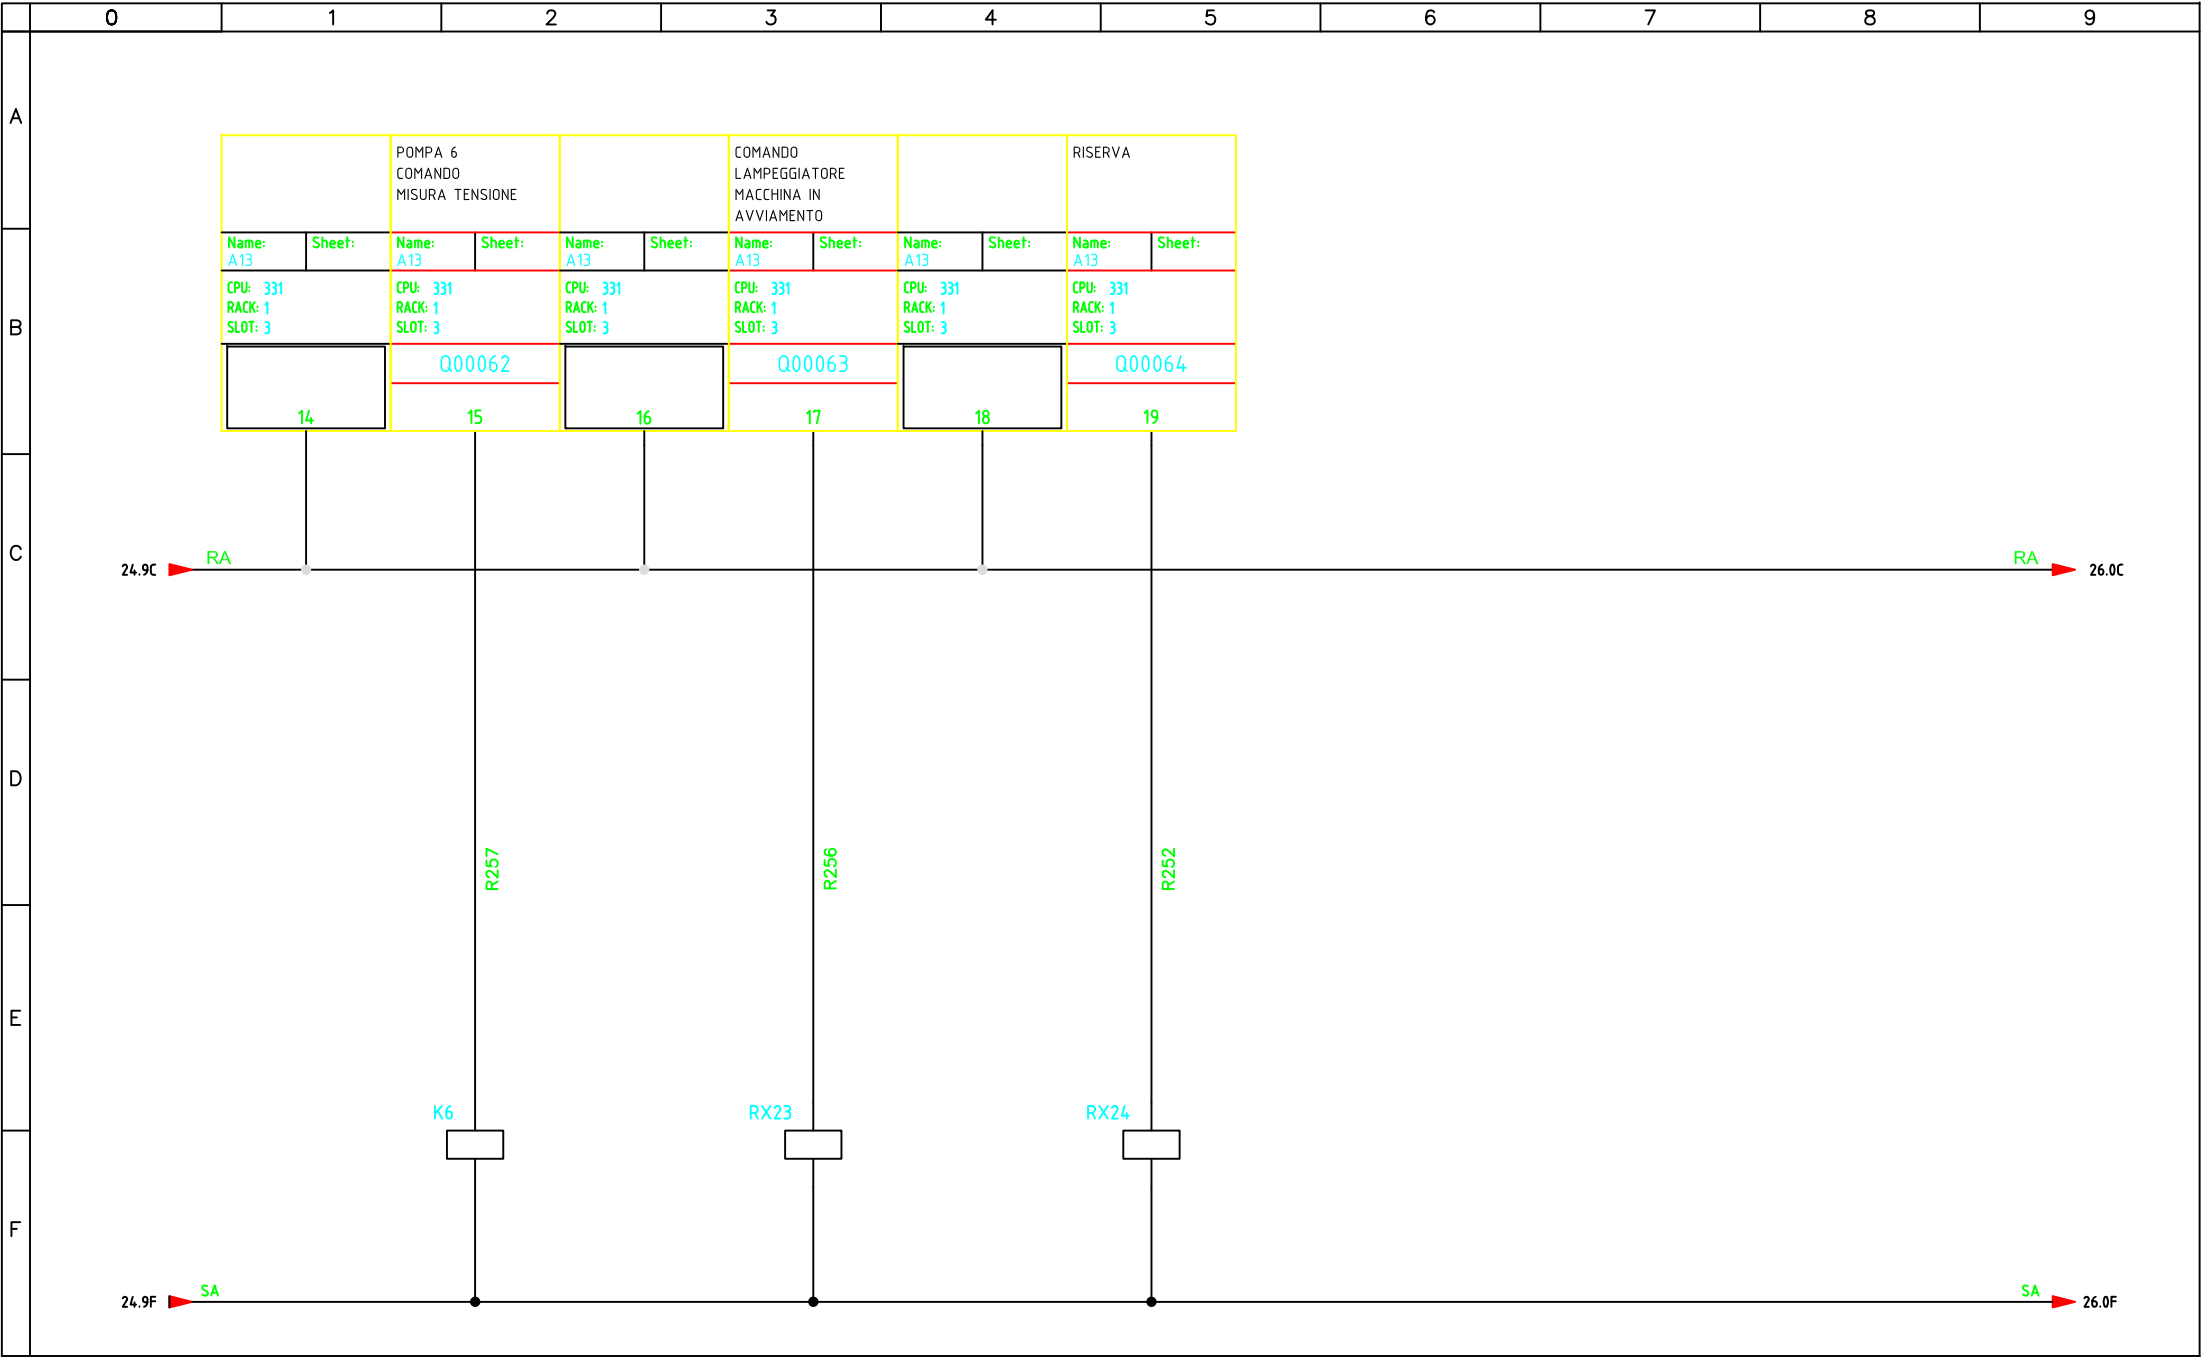 0 1 2 3 4 5 6 7 8 9
A
POMPA 6
COMANDO
MISURA TENSIONE
COMANDO
LAMPEGGIATORE
MACCHINA IN
AVVIAMENTO
RISERVA
Name: Sheet: Name: Sheet: Name: Sheet: Name: Sheet: Name: Sheet: Name: Sheet:
A13 A13 A13 A13 A13 A13
CPU: 331 CPU: 331 CPU: 331 CPU: 331 CPU: 331 CPU: 331
RACK: 1 RACK: 1 RACK: 1 RACK: 1 RACK: 1 RACK: 1
B
SLOT: 3 SLOT: 3 SLOT: 3 SLOT: 3 SLOT: 3 SLOT: 3
Q00062 Q00063 Q00064
14 15 16 17 18 19
C
RA RA
24.9C 26.0C
D
R257 R256 R252
E
K6 RX23 RX24
F
SA SA
24.9F 26.0F